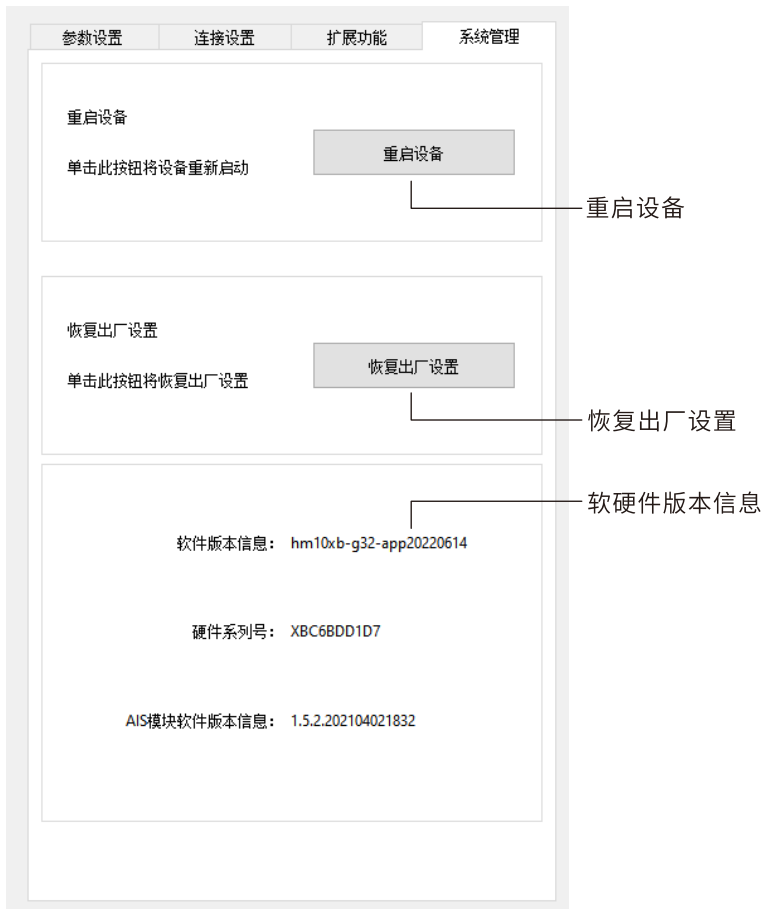 参数设置 连接设置 扩展功能 系统管理
重启设备
重启设备
单击此按钮将设备重新启动
重启设备
恢复出厂设置
恢复出厂设置
单击此按钮将恢复出厂设置
恢复出厂设置
软硬件版本信息
软件版本信息： hm10xb-g32-app20220614
硬件系列号： XBC6BDD1D7
AIS模块软件版本信息： 1.5.2.202104021832